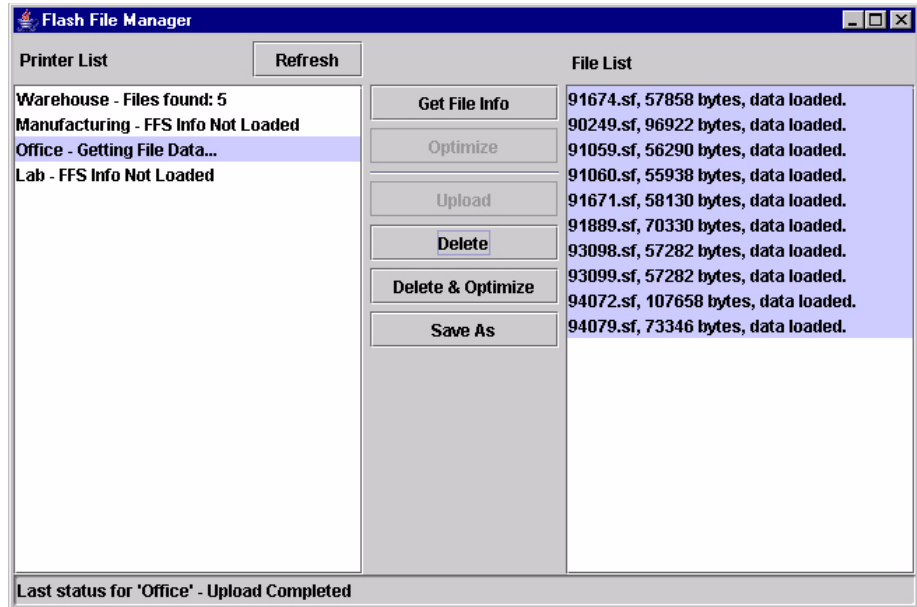 Flash File Manager
Printer List
Refresh
File List
Warehouse - Files found: 5
Manufacturing - FFS Info Not Loaded
Office - Getting File Data...
Lab - FFS Info Not Loaded
Get File Info
Optimize
Upload
Delete
Delete & Optimize
Save As
91674.sf, 57858 bytes, data loaded.
90249.sf, 96922 bytes, data loaded.
91059.sf, 56290 bytes, data loaded.
91060.sf, 55938 bytes, data loaded.
91671.sf, 58130 bytes, data loaded.
91889.sf, 70330 bytes, data loaded.
93098.sf, 57282 bytes, data loaded.
93099.sf, 57282 bytes, data loaded.
94072.sf, 107658 bytes, data loaded.
94079.sf, 73346 bytes, data loaded.
Last status for 'Office' - Upload Completed